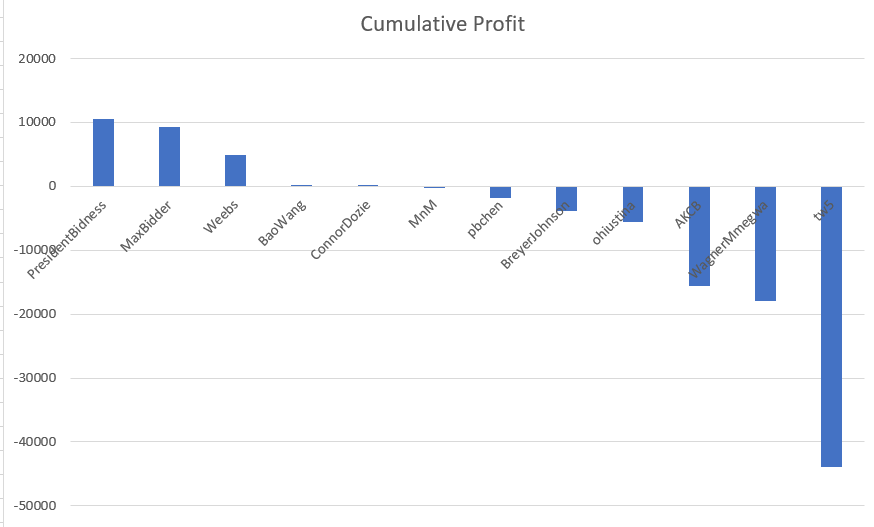 Cumulative Profit
20000
10000
0
-10000
-20000
-30000
-40000
-50000
PresidentBidness
MaxBidder
Weebs
BaoWang
ConnorDozie
MnM
pbchen
BreyerJohnson
ohiustina
AKC8
WagnerMmegwa
tw5